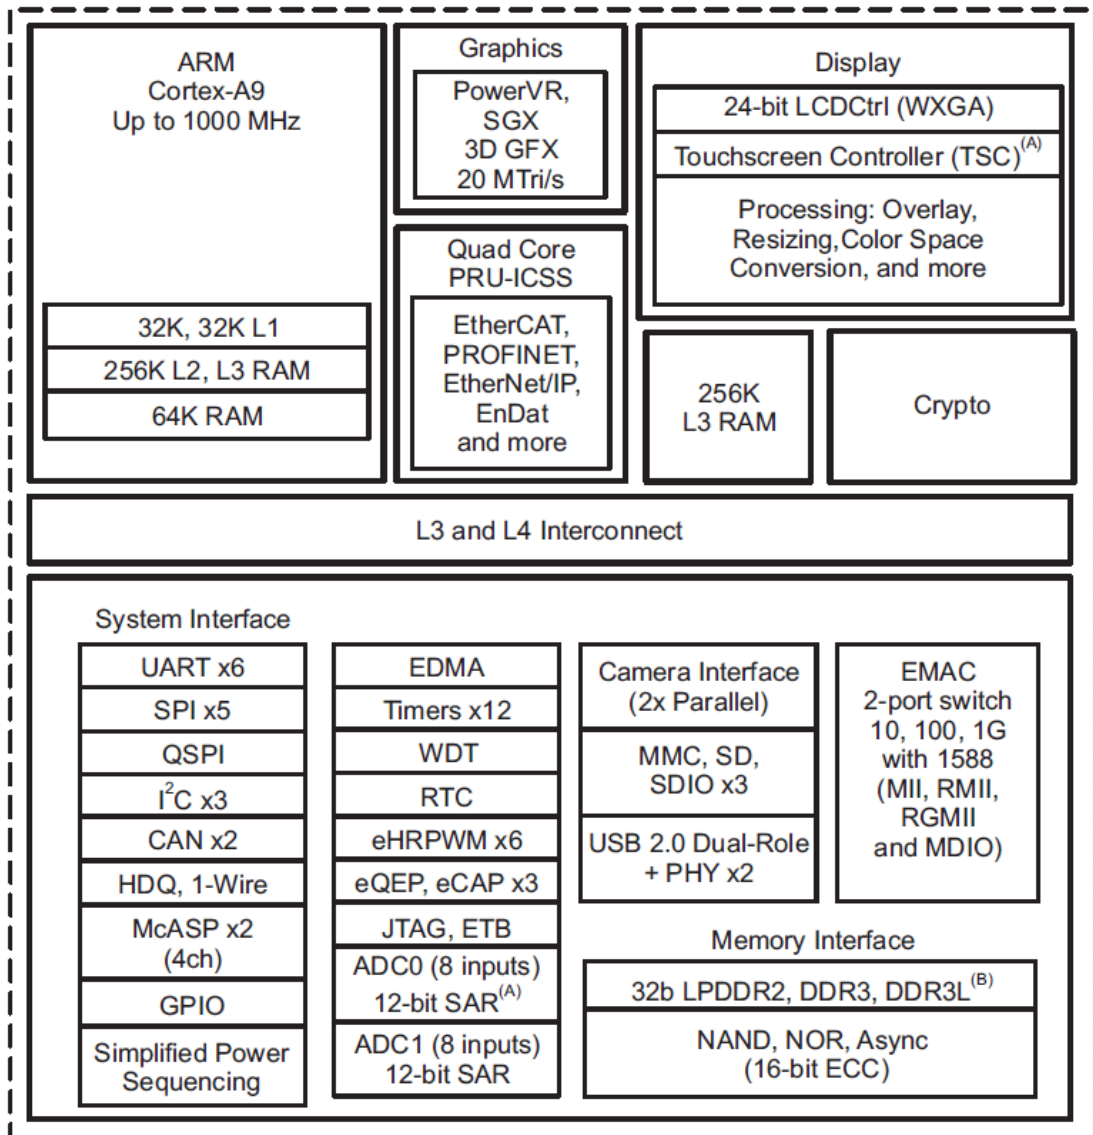 ARM
Cortex-A9
Up to 1000 MHz
32K, 32K L1
256K L2, L3 RAM
64K RAM
Graphics
PowerVR,
SGX
3D GFX
20 MTri/s
Quad Core
PRU-ICSS
EtherCAT,
PROFINET,
EtherNet/IP,
EnDat
and more
Display
24-bit LCDCtrl (WXGA)
Touchscreen Controller (TSC)(A)
Processing: Overlay,
Resizing,Color Space
Conversion, and more
256K
L3 RAM
Crypto
L3 and L4 Interconnect
System Interface
UART x6
SPI x5
QSPI
I2C x3
CAN x2
HDQ, 1-Wire
McASP x2
(4ch)
GPIO
Simplified Power
Sequencing
EDMA
Timers x12
WDT
RTC
eHRPWM x6
eQEP, eCAP x3
JTAG, ETB
ADC0 (8 inputs)
12-bit SAR(A)
ADC1 (8 inputs)
12-bit SAR
Camera Interface
(2x Parallel)
MMC, SD,
SDIO x3
USB 2.0 Dual-Role
+ PHY x2
EMAC
2-port switch
10, 100, 1G
with 1588
(MII, RMII,
RGMII
and MDIO)
Memory Interface
32b LPDDR2, DDR3, DDR3L(B)
NAND, NOR, Async
(16-bit ECC)